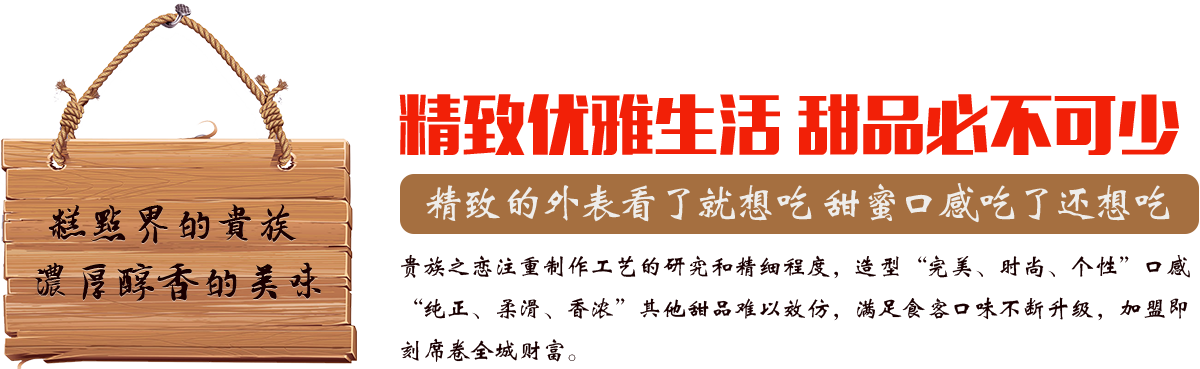 糕點界的貴族
濃厚醇香的美味
精致优雅生活 甜品必不可少
精致的外表看了就想吃 甜蜜口感吃了还想吃
贵族之恋注重制作工艺的研究和精细程度，造型“完美、时尚、个性”口感
“纯正、柔滑、香浓”其他甜品难以效仿，满足食客口味不断升级，加盟即
刻席卷全城财富。